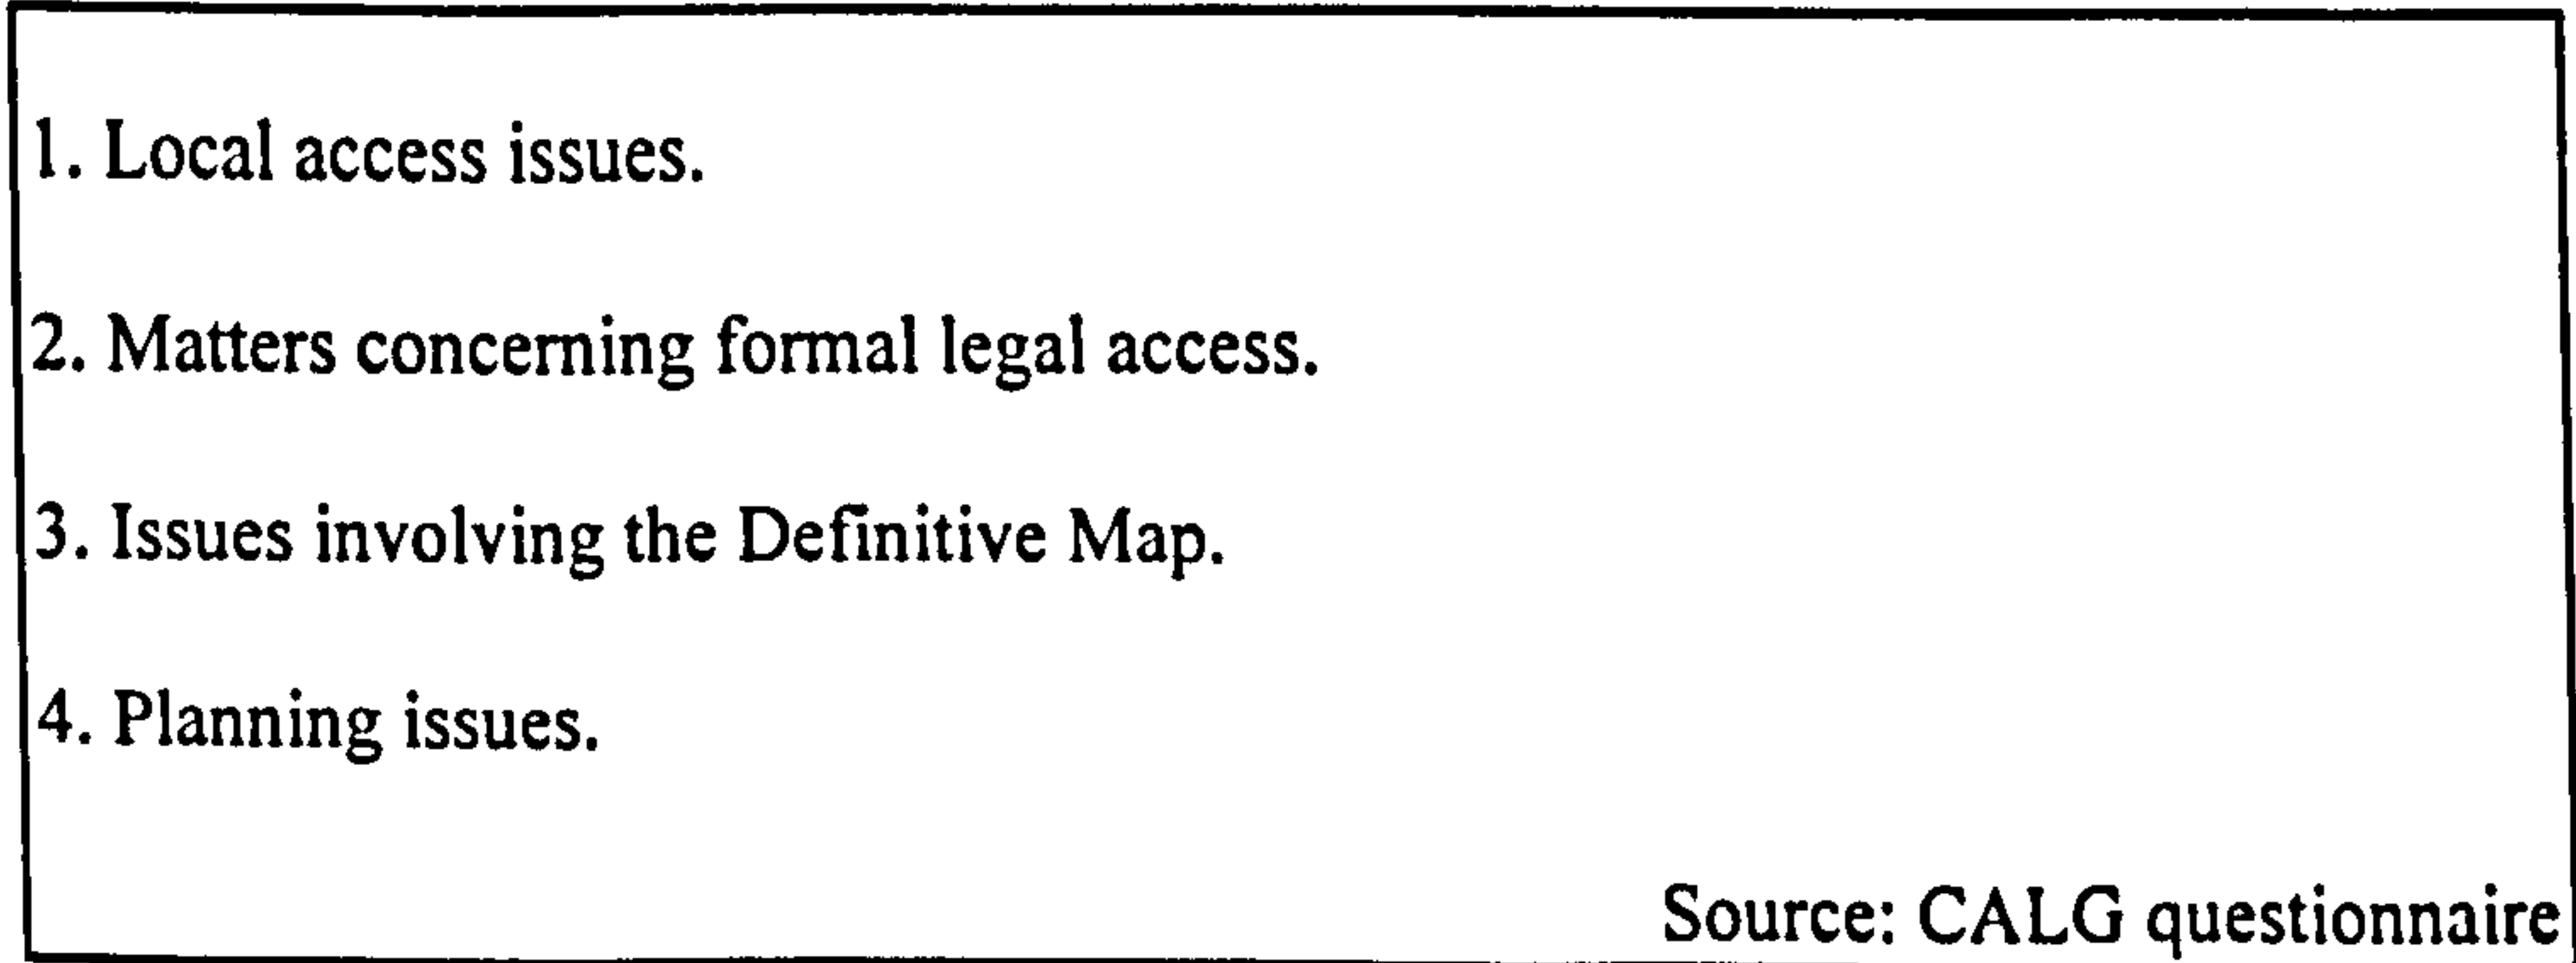 1. Local access issues.
2. Matters concerning formal legal access.
3. Issues involving the Definitive Map.
4. Planning issues.
Source: CALG questionnaire